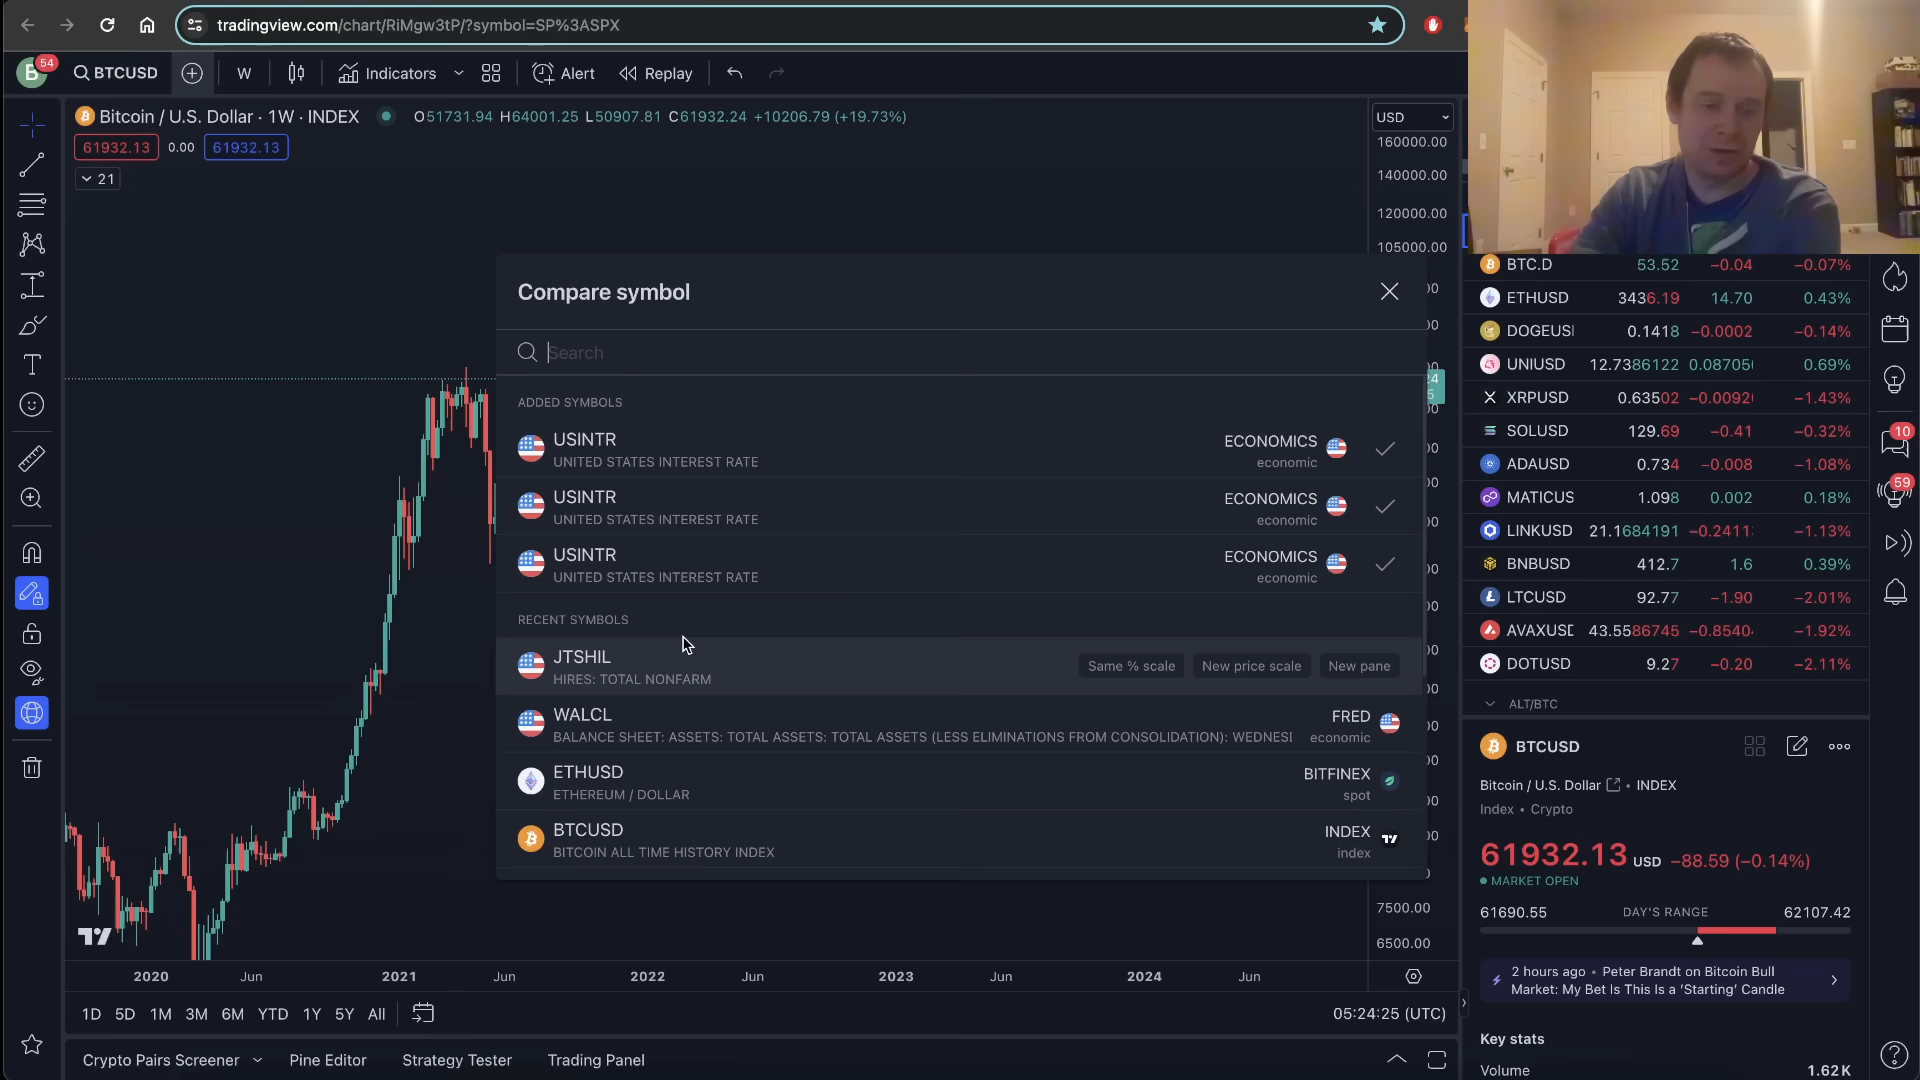 tradingview.com/chart/RiMgw3tP/?symbol=SP%3ASPX
B 54
BTCUSD W Indicators Alert Replay
Bitcoin / U.S. Dollar · 1W · INDEX O51731.94 H64001.25 L50907.81 C61932.24 +10206.79 (+19.73%)
61932.13 0.00 61932.13
21
USD
160000.00
140000.00
120000.00
105000.00
Compare symbol
Search
ADDED SYMBOLS
USINTR ECONOMICS
UNITED STATES INTEREST RATE economic
USINTR ECONOMICS
UNITED STATES INTEREST RATE economic
USINTR ECONOMICS
UNITED STATES INTEREST RATE economic
RECENT SYMBOLS
JTSHIL
HIRES: TOTAL NONFARM
Same % scale New price scale New pane
WALCL FRED
BALANCE SHEET: ASSETS: TOTAL ASSETS: TOTAL ASSETS (LESS ELIMINATIONS FROM CONSOLIDATION): WEDNESI economic
ETHUSD BITFINEX
ETHEREUM / DOLLAR spot
BTCUSD INDEX
BITCOIN ALL TIME HISTORY INDEX index
7500.00
6500.00
2020 Jun 2021 Jun 2022 Jun 2023 Jun 2024 Jun
1D 5D 1M 3M 6M YTD 1Y 5Y All 05:24:25 (UTC)
Crypto Pairs Screener Pine Editor Strategy Tester Trading Panel
BTC.D 53.52 −0.04 −0.07%
ETHUSD 3436.19 14.70 0.43%
DOGEUSI 0.1418 −0.0002 −0.14%
UNIUSD 12.7386122 0.08705 0.69%
XRPUSD 0.63502 −0.0092 −1.43%
SOLUSD 129.69 −0.41 −0.32%
ADAUSD 0.734 −0.008 −1.08%
MATICUS 1.098 0.002 0.18%
LINKUSD 21.1684191 −0.2411 −1.13%
BNBUSD 412.7 1.6 0.39%
LTCUSD 92.77 −1.90 −2.01%
AVAXUSD 43.5586745 −0.8540 −1.92%
DOTUSD 9.27 −0.20 −2.11%
ALT/BTC
BTCUSD
Bitcoin / U.S. Dollar • INDEX
Index • Crypto
61932.13 USD −88.59 (−0.14%)
MARKET OPEN
61690.55 DAY'S RANGE 62107.42
2 hours ago • Peter Brandt on Bitcoin Bull
Market: My Bet Is This Is a ‘Starting’ Candle
Key stats
Volume 1.62K
10
59